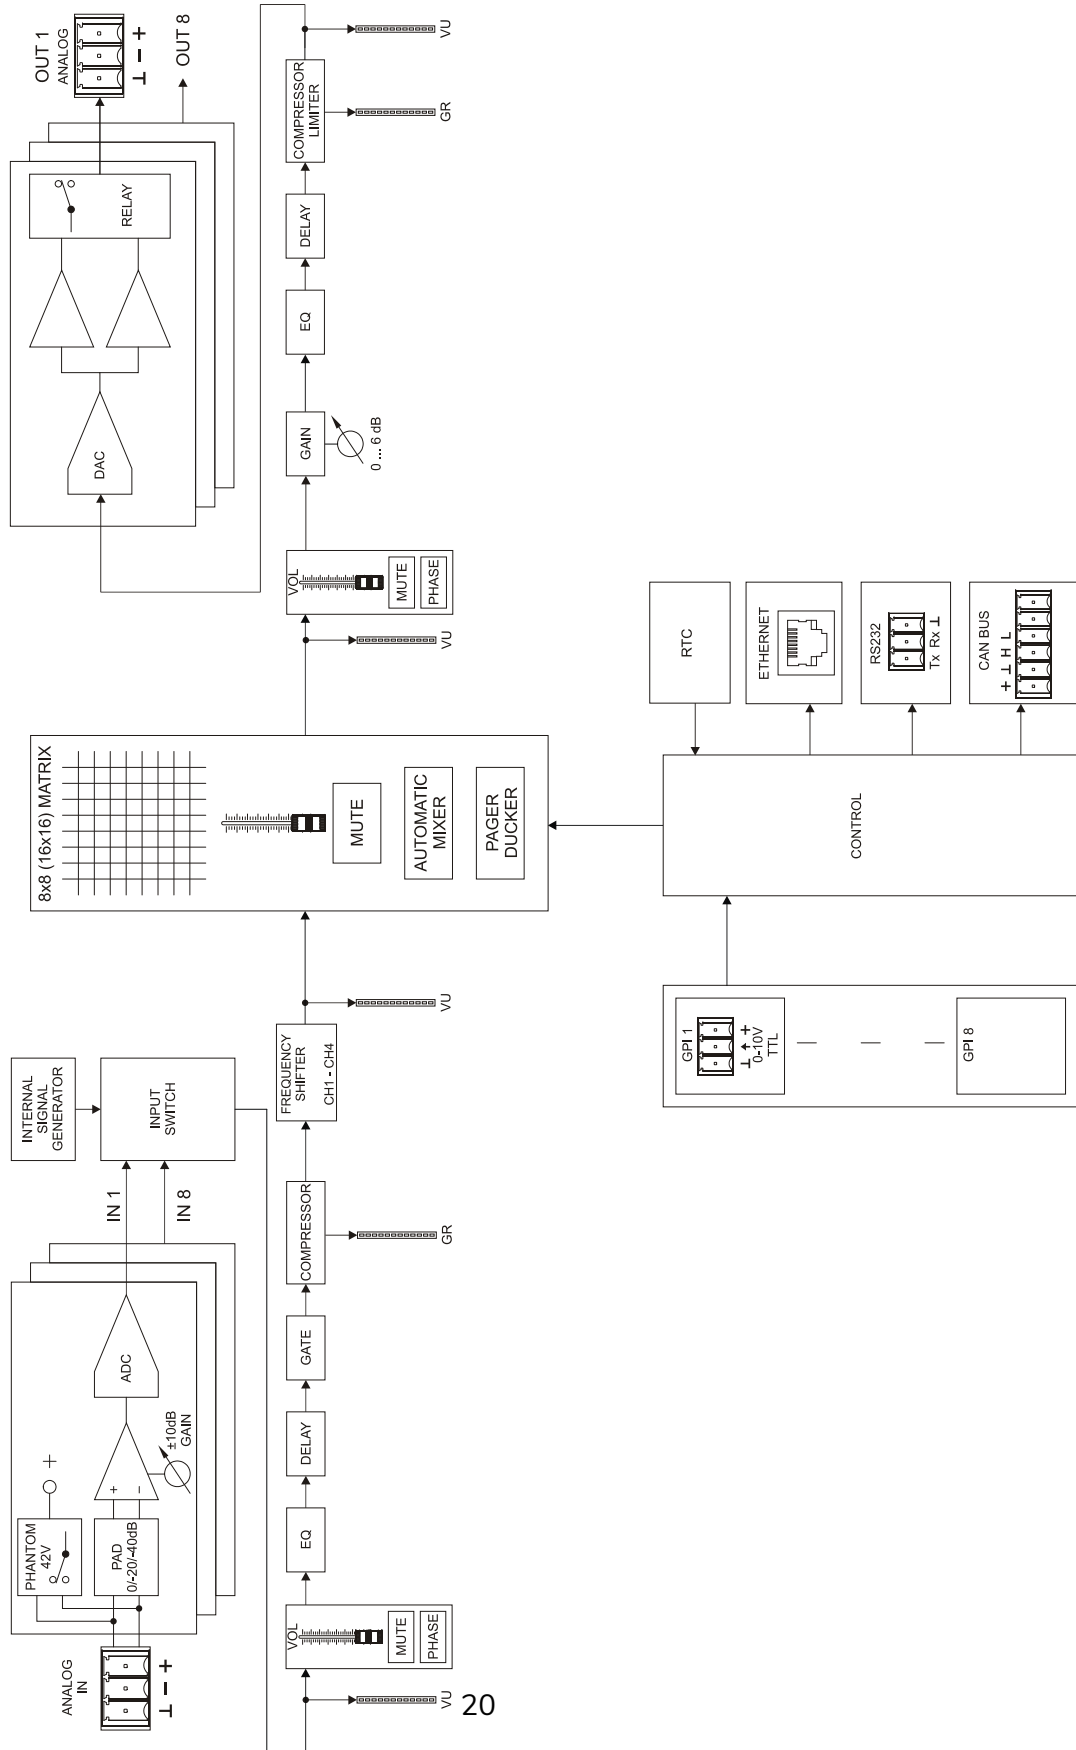 ANALOG
IN
⊥ − +
PHANTOM
42V
+
PAD
0/-20/-40dB
+
−
±10dB
GAIN
ADC
IN 1
IN 8
INTERNAL
SIGNAL
GENERATOR
INPUT
SWITCH
VU
VOL
MUTE
PHASE
EQ
DELAY
GATE
COMPRESSOR
GR
FREQUENCY
SHIFTER
CH1 - CH4
VU
8x8 (16x16) MATRIX
MUTE
AUTOMATIC
MIXER
PAGER
DUCKER
VU
VOL
MUTE
PHASE
GAIN
0 ... 6 dB
EQ
DELAY
COMPRESSOR
LIMITER
GR
VU
DAC
RELAY
OUT 1
ANALOG
⊥ − +
OUT 8
GPI 1
⊥ +
0-10V
TTL
GPI 8
CONTROL
RTC
ETHERNET
RS232
Tx Rx ⊥
CAN BUS
+ ⊥ H L
20